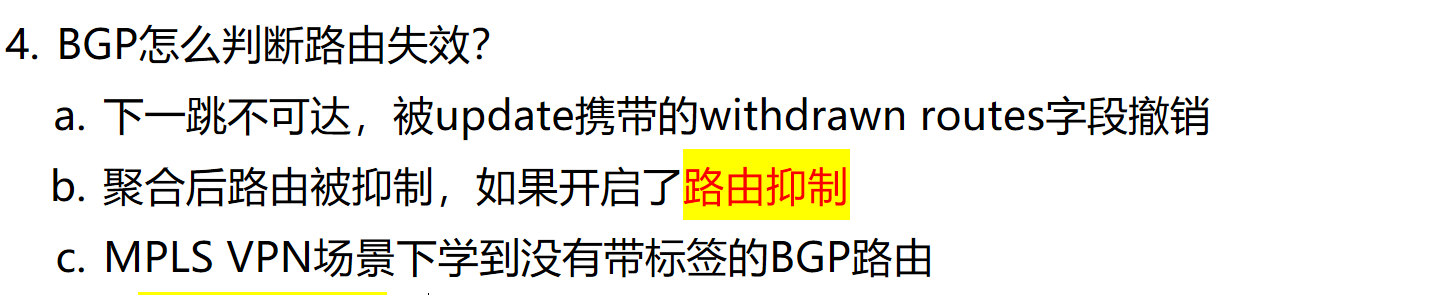 4. BGP怎么判断路由失效？
a. 下一跳不可达，被update携带的withdrawn routes字段撤销
b. 聚合后路由被抑制，如果开启了路由抑制
c. MPLS VPN场景下学到没有带标签的BGP路由